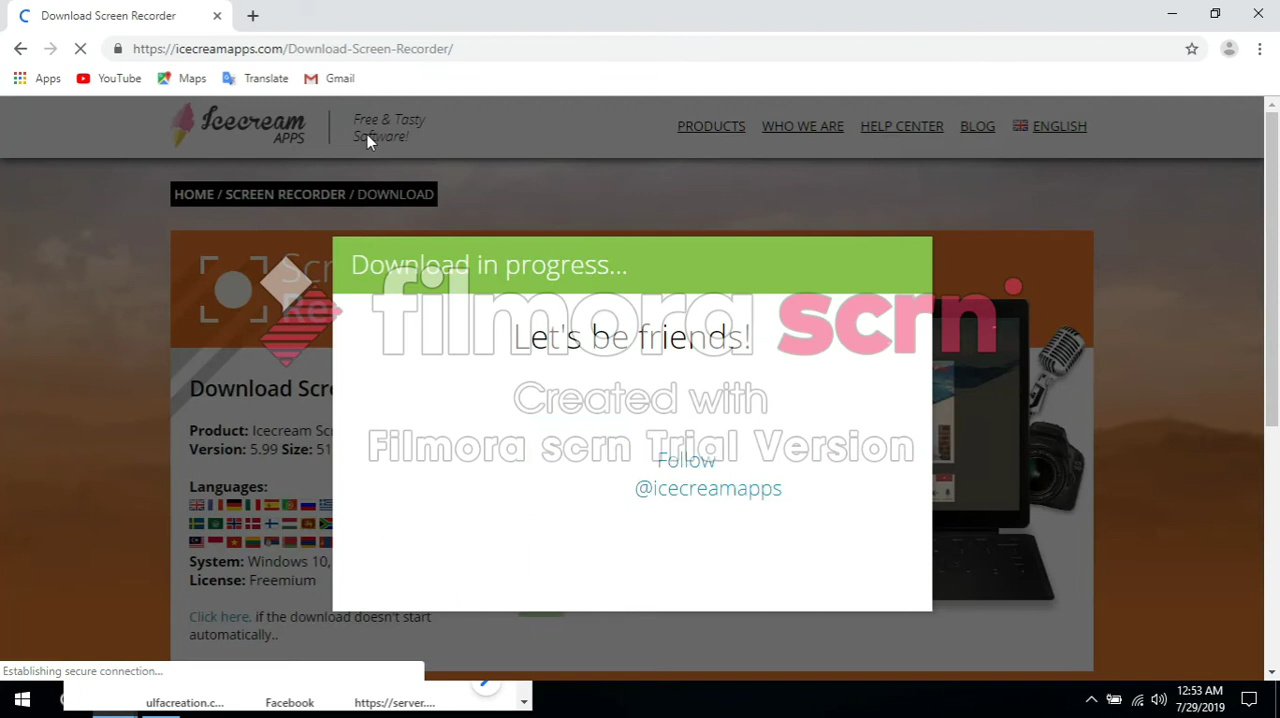 Download Screen Recorder
https://icecreamapps.com/Download-Screen-Recorder/
Apps YouTube Maps Translate Gmail
Icecream
APPS
Free & Tasty
Software!
PRODUCTS WHO WE ARE HELP CENTER BLOG ENGLISH
HOME / SCREEN RECORDER / DOWNLOAD
Scr
Re
Download in progress...
filmora scrn
Let's be friends!
Created with
Filmora scrn Trial Version
Follow
@icecreamapps
Download Scre
Product: Icecream Scr
Version: 5.99 Size: 51
Languages:
System: Windows 10,
License: Freemium
Click here. if the download doesn't start
automatically..
Establishing secure connection...
ulfacreation.c... Facebook https://server....
12:53 AM
7/29/2019